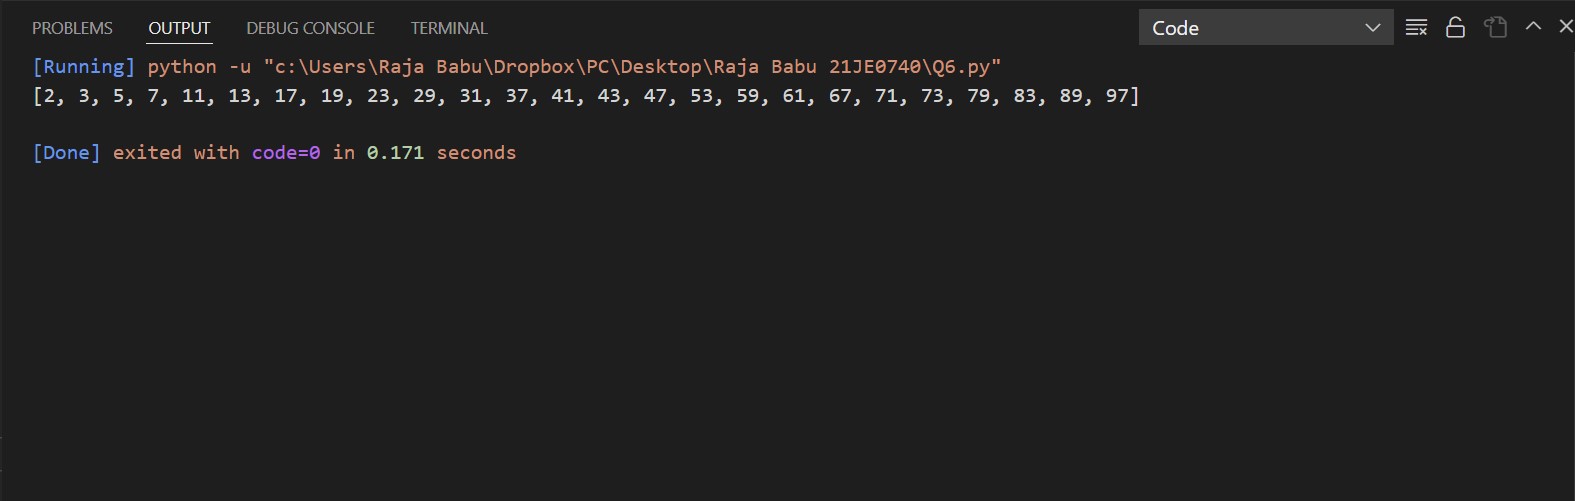 PROBLEMS OUTPUT DEBUG CONSOLE TERMINAL Code
[Running] python -u "c:\Users\Raja Babu\Dropbox\PC\Desktop\Raja Babu 21JE0740\Q6.py"
[2, 3, 5, 7, 11, 13, 17, 19, 23, 29, 31, 37, 41, 43, 47, 53, 59, 61, 67, 71, 73, 79, 83, 89, 97]
[Done] exited with code=0 in 0.171 seconds